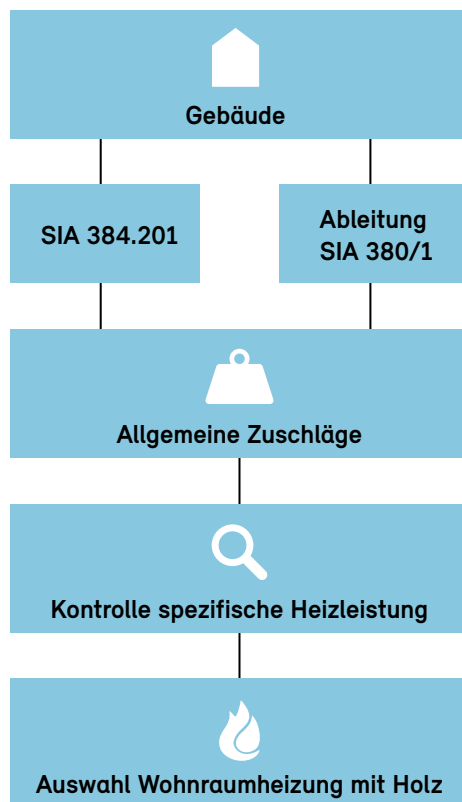 Gebäude
SIA 384.201
Ableitung
SIA 380/1
Allgemeine Zuschläge
Kontrolle spezifische Heizleistung
Auswahl Wohnraumheizung mit Holz